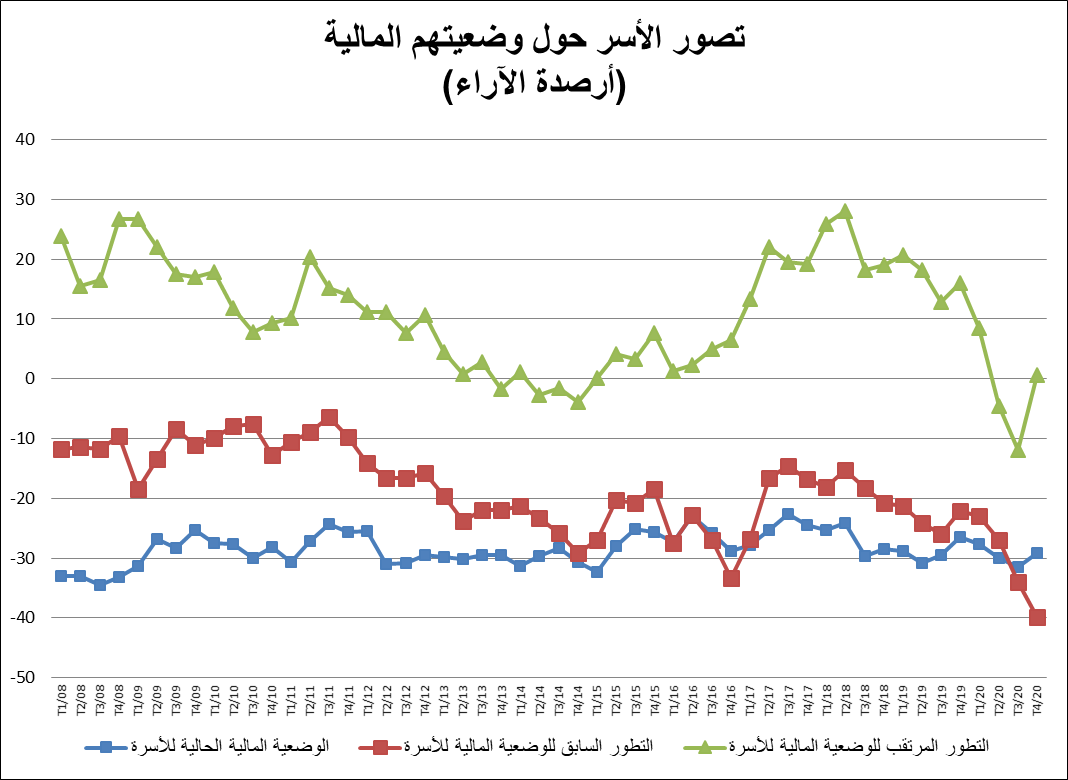 تصور الأسر حول وضعيتهم المالية
(أرصدة الآراء)
40
30
20
10
0
-10
-20
-30
-40
-50
T1/08
T2/08
T3/08
T4/08
T1/09
T2/09
T3/09
T4/09
T1/10
T2/10
T3/10
T4/10
T1/11
T2/11
T3/11
T4/11
T1/12
T2/12
T3/12
T4/12
T1/13
T2/13
T3/13
T4/13
T1/14
T2/14
T3/14
T4/14
T1/15
T2/15
T3/15
T4/15
T1/16
T2/16
T3/16
T4/16
T1/17
T2/17
T3/17
T4/17
T1/18
T2/18
T3/18
T4/18
T1/19
T2/19
T3/19
T4/19
T1/20
T2/20
T3/20
T4/20
الوضعية المالية الحالية للأسرة
التطور السابق للوضعية المالية للأسرة
التطور المرتقب للوضعية المالية للأسرة